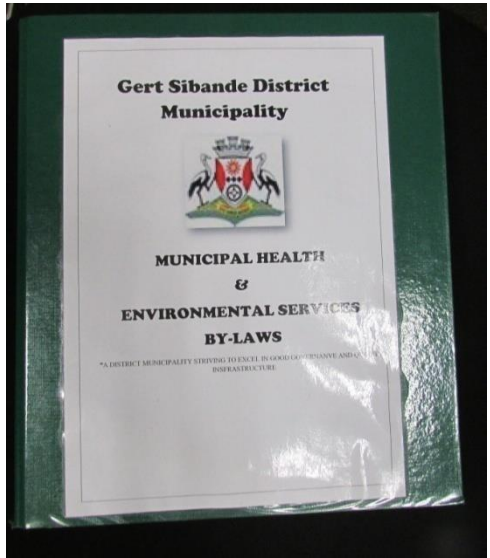 Gert Sibande District
Municipality
MUNICIPAL HEALTH
&
ENVIRONMENTAL SERVICES
BY-LAWS
"A DISTRICT MUNICIPALITY STRIVING TO EXCEL IN GOOD GOVERNANVE AND
INSFRASTRUCTURE